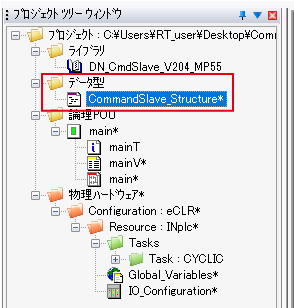 プロジェクト ツリー ウィンドウ
プロジェクト : C:¥Users¥RT_user¥Desktop¥Comm
ライブラリ
DN_CmdSlave_V204_MP55
データ型
CommandSlave_Structure*
論理POU
main*
mainT
mainV*
main*
物理ハードウェア*
Configuration : eCLR*
Resource : INplc*
Tasks
Task : CYCLIC
Global_Variables*
IO_Configuration*